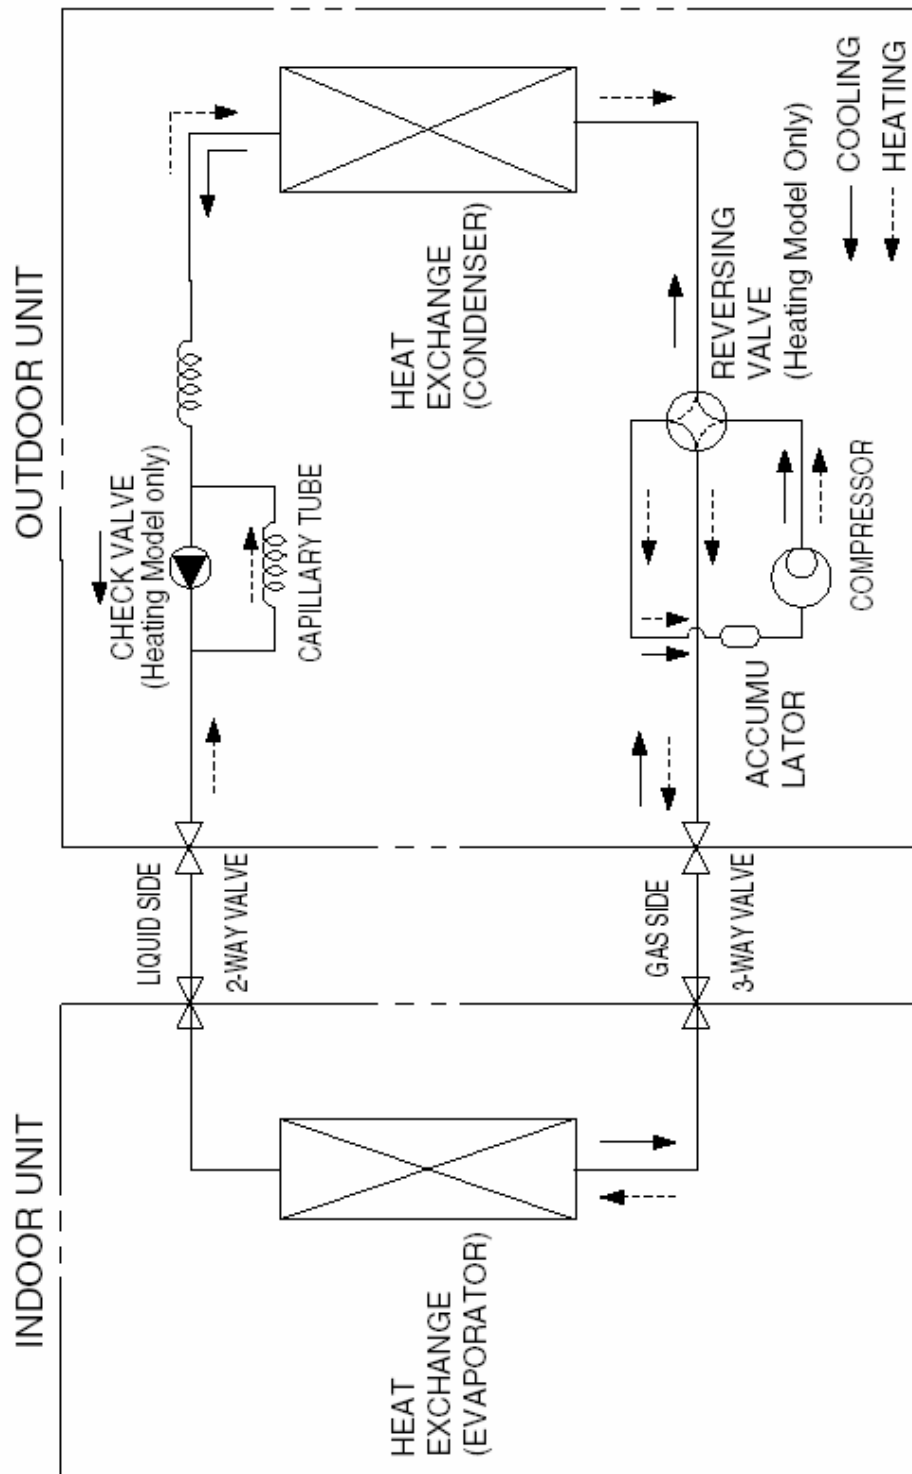 INDOOR UNIT
OUTDOOR UNIT
LIQUID SIDE
2-WAY VALVE
CHECK VALVE
(Heating Model only)
CAPILLARY TUBE
HEAT
EXCHANGE
(EVAPORATOR)
HEAT
EXCHANGE
(CONDENSER)
GAS SIDE
3-WAY VALVE
ACCUMU
LATOR
COMPRESSOR
REVERSING
VALVE
(Heating Model Only)
COOLING
HEATING